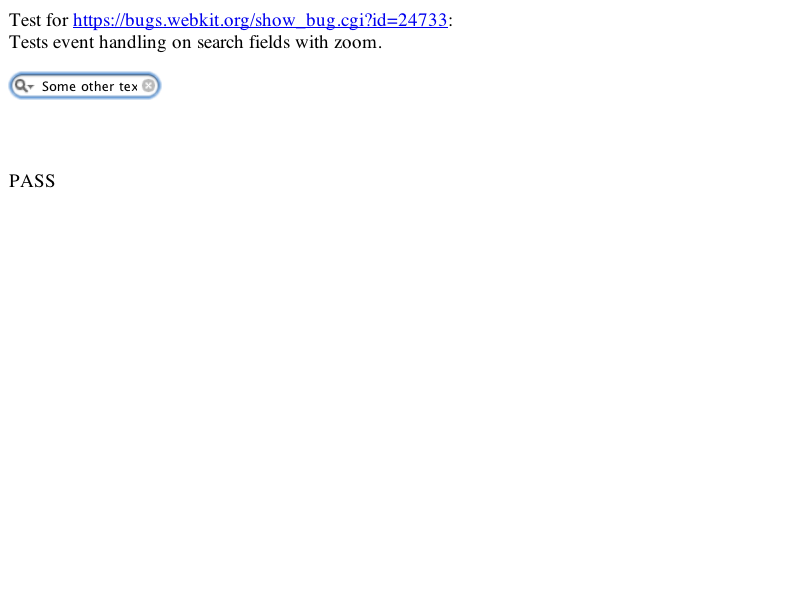 Test for https://bugs.webkit.org/show_bug.cgi?id=24733:
Tests event handling on search fields with zoom.
Some other tex
PASS